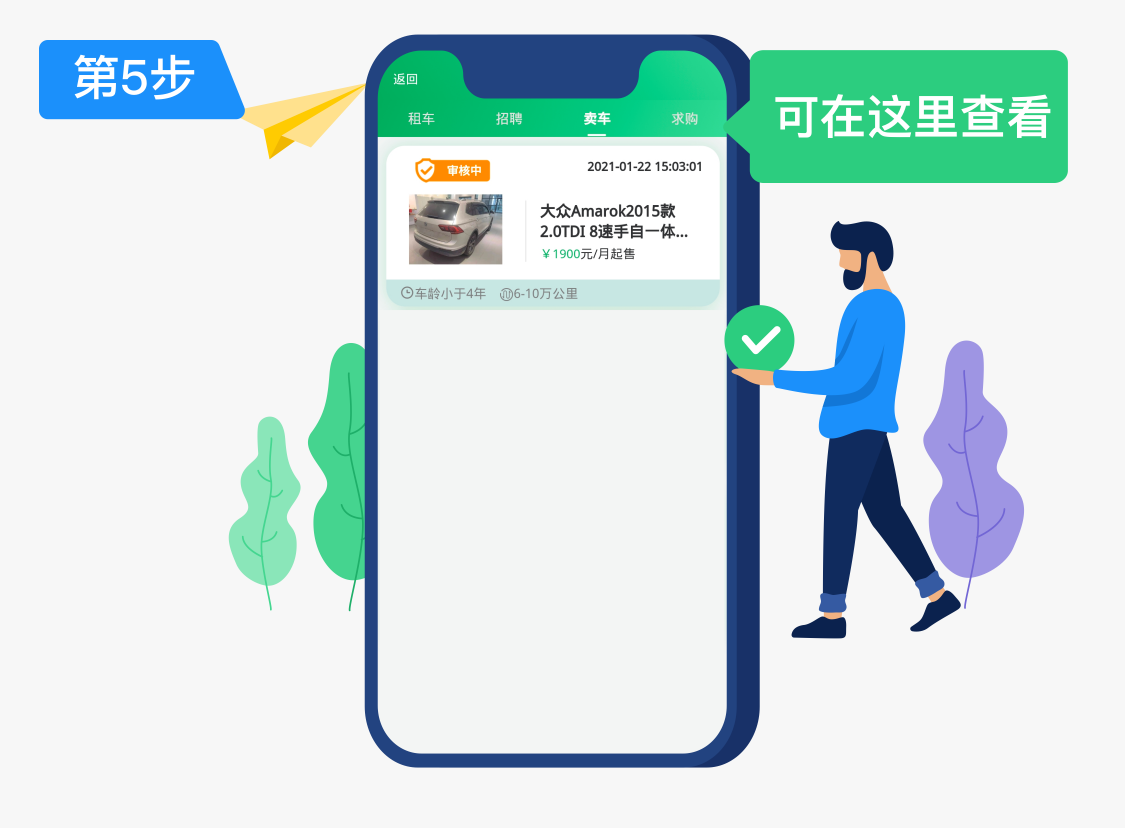 第5步
可在这里查看
返回
租车 招聘 卖车 求购
审核中 2021-01-22 15:03:01
大众Amarok2015款
2.0TDI 8速手自一体...
￥1900元/月起售
车龄小于4年 6-10万公里